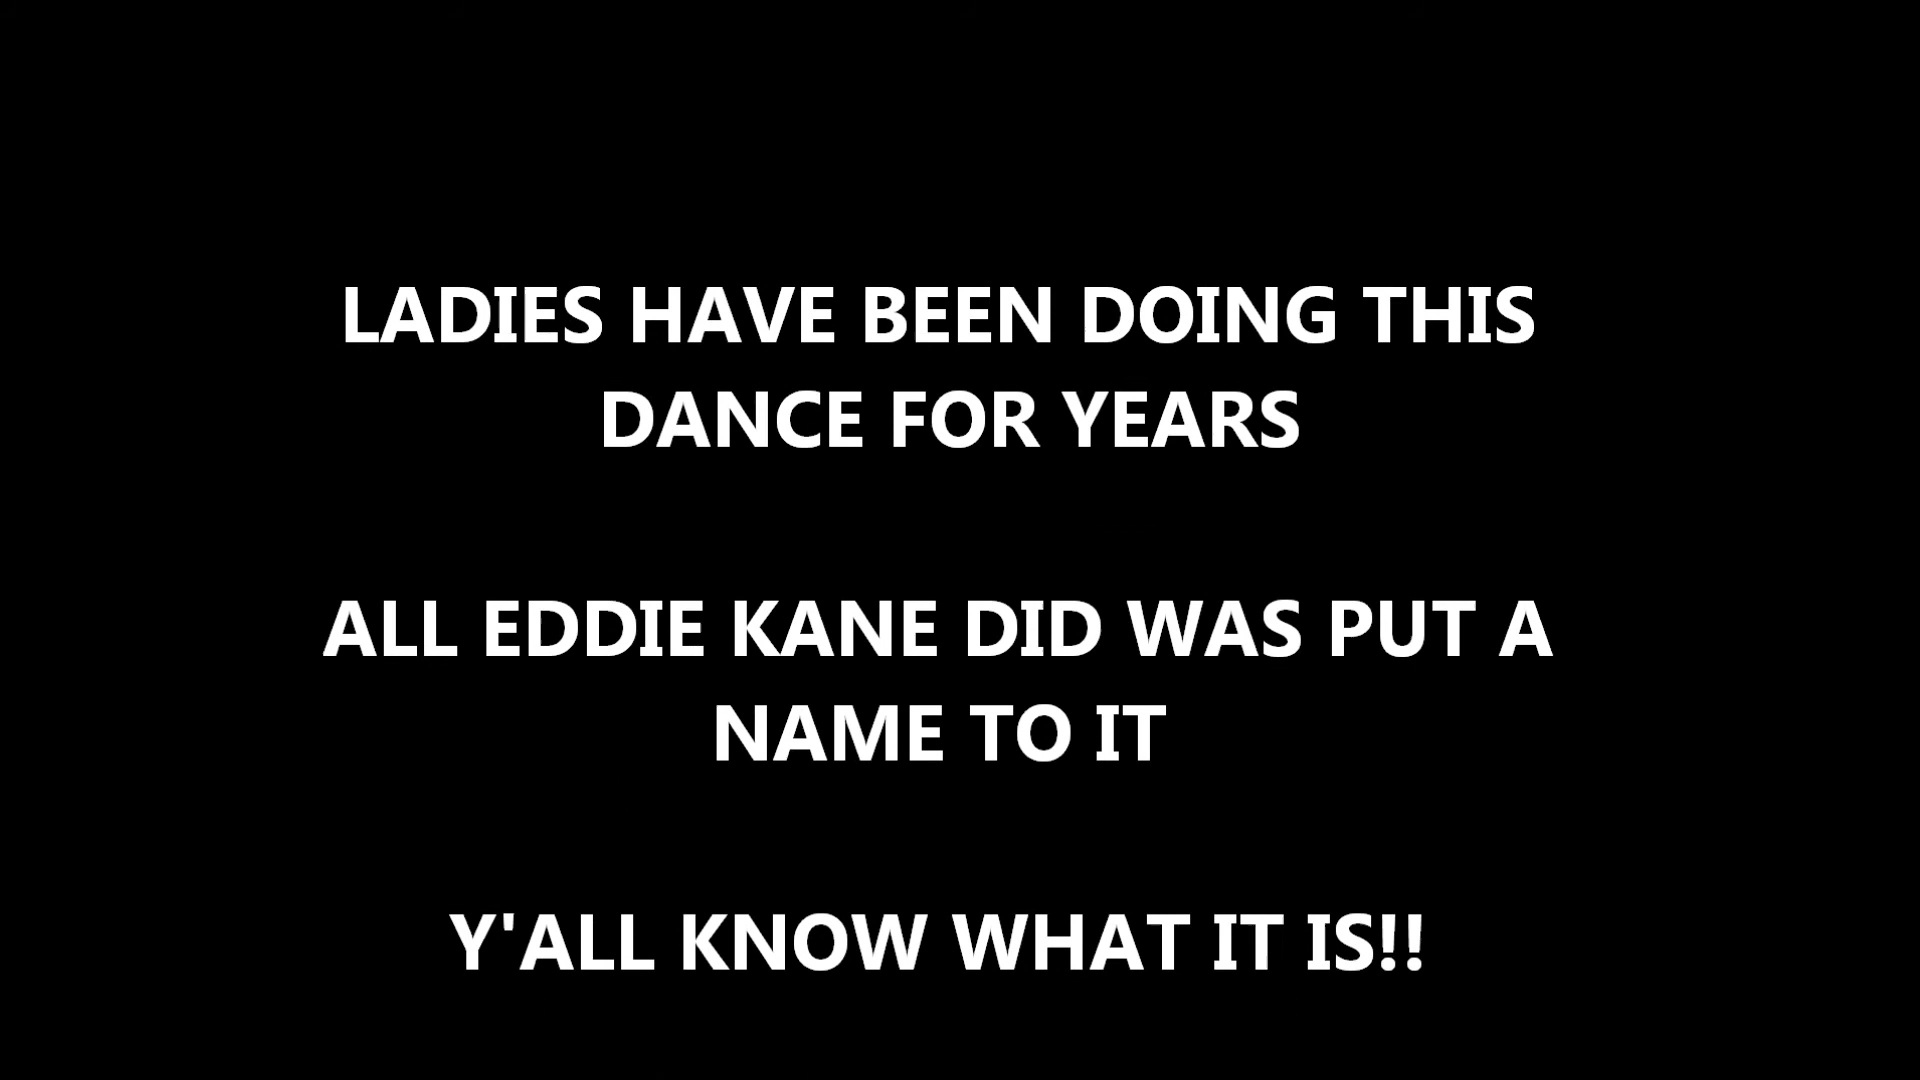 LADIES HAVE BEEN DOING THIS
DANCE FOR YEARS
ALL EDDIE KANE DID WAS PUT A
NAME TO IT
Y'ALL KNOW WHAT IT IS!!